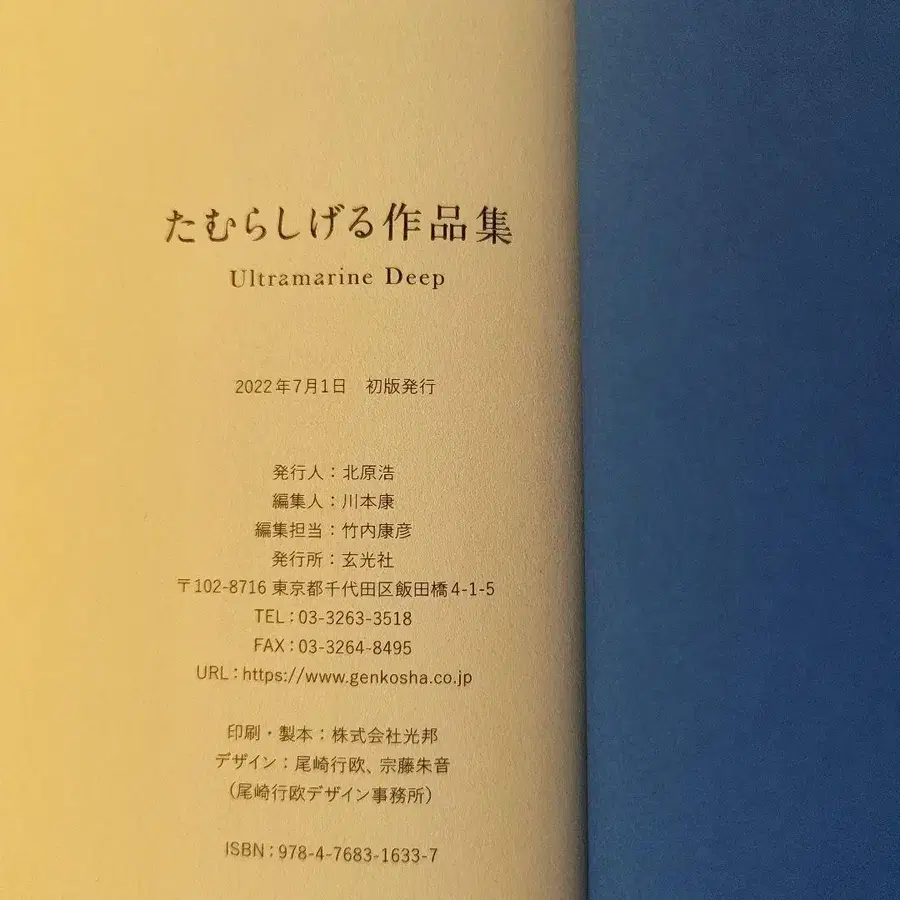 たむらしげる作品集
Ultramarine Deep
2022年7月1日　初版発行
発行人：北原浩
編集人：川本康
編集担当：竹内康彦
発行所：玄光社
〒102-8716 東京都千代田区飯田橋4-1-5
TEL：03-3263-3518
FAX：03-3264-8495
URL：https://www.genkosha.co.jp
印刷・製本：株式会社光邦
デザイン：尾崎行欧、宗藤朱音
（尾崎行欧デザイン事務所）
ISBN：978-4-7683-1633-7